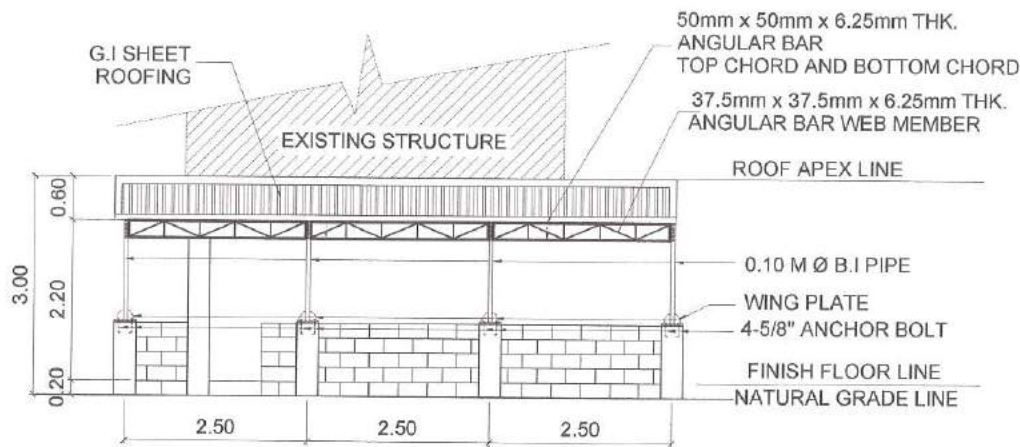 50mm x 50mm x 6.25mm THK.
ANGULAR BAR
TOP CHORD AND BOTTOM CHORD
G.I SHEET
ROOFING
37.5mm x 37.5mm x 6.25mm THK.
ANGULAR BAR WEB MEMBER
EXISTING STRUCTURE
ROOF APEX LINE
0.60
3.00
2.20
0.10 M Ø B.I PIPE
WING PLATE
4-5/8" ANCHOR BOLT
0.20
FINISH FLOOR LINE
NATURAL GRADE LINE
2.50
2.50
2.50